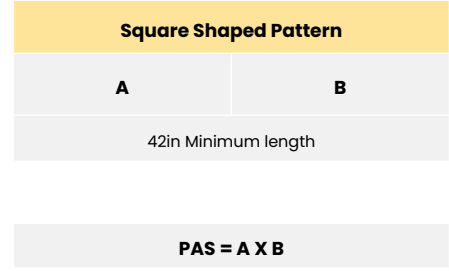 Square Shaped Pattern
A B
42in Minimum length
PAS = A X B